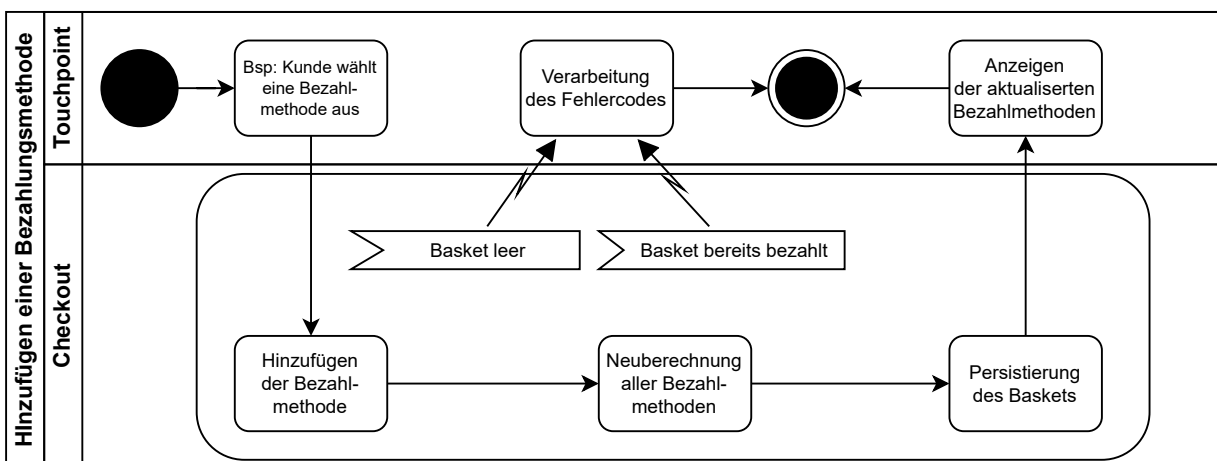 HInzufügen einer Bezahlungsmethode
Touchpoint
Bsp: Kunde wählt
eine Bezahl-
methode aus
Verarbeitung
des Fehlercodes
Anzeigen
der aktualiserten
Bezahlmethoden
Checkout
Basket leer
Basket bereits bezahlt
Hinzufügen
der Bezahl-
methode
Neuberechnung
aller Bezahl-
methoden
Persistierung
des Baskets